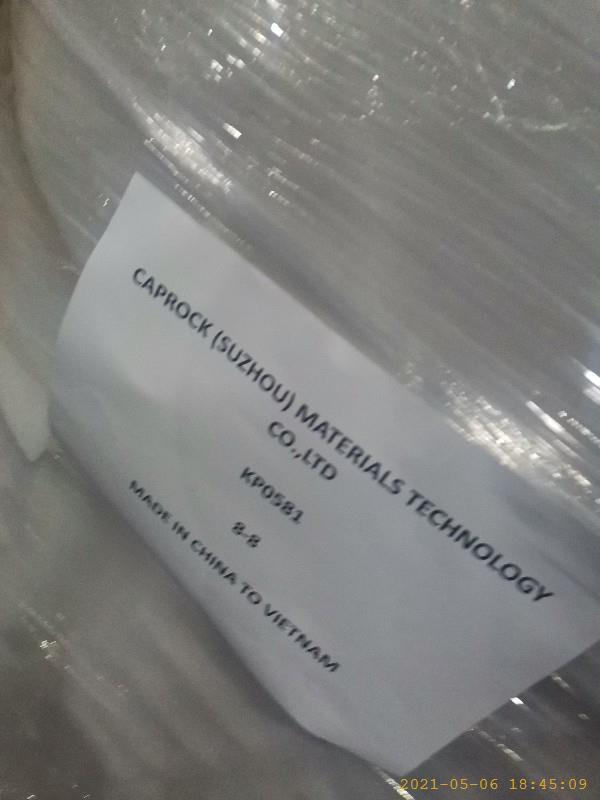 CAPROCK (SUZHOU) MATERIALS TECHNOLOGY
CO.,LTD
KP0581
8-8
MADE IN CHINA TO VIETNAM
2021-05-06 18:45:09